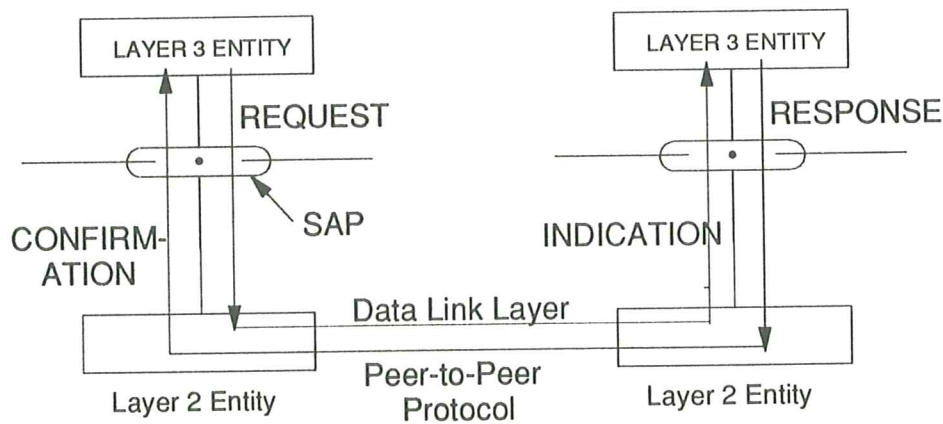 LAYER 3 ENTITY
LAYER 3 ENTITY
REQUEST
RESPONSE
SAP
CONFIRM-
ATION
INDICATION
Data Link Layer
Peer-to-Peer
Protocol
Layer 2 Entity
Layer 2 Entity